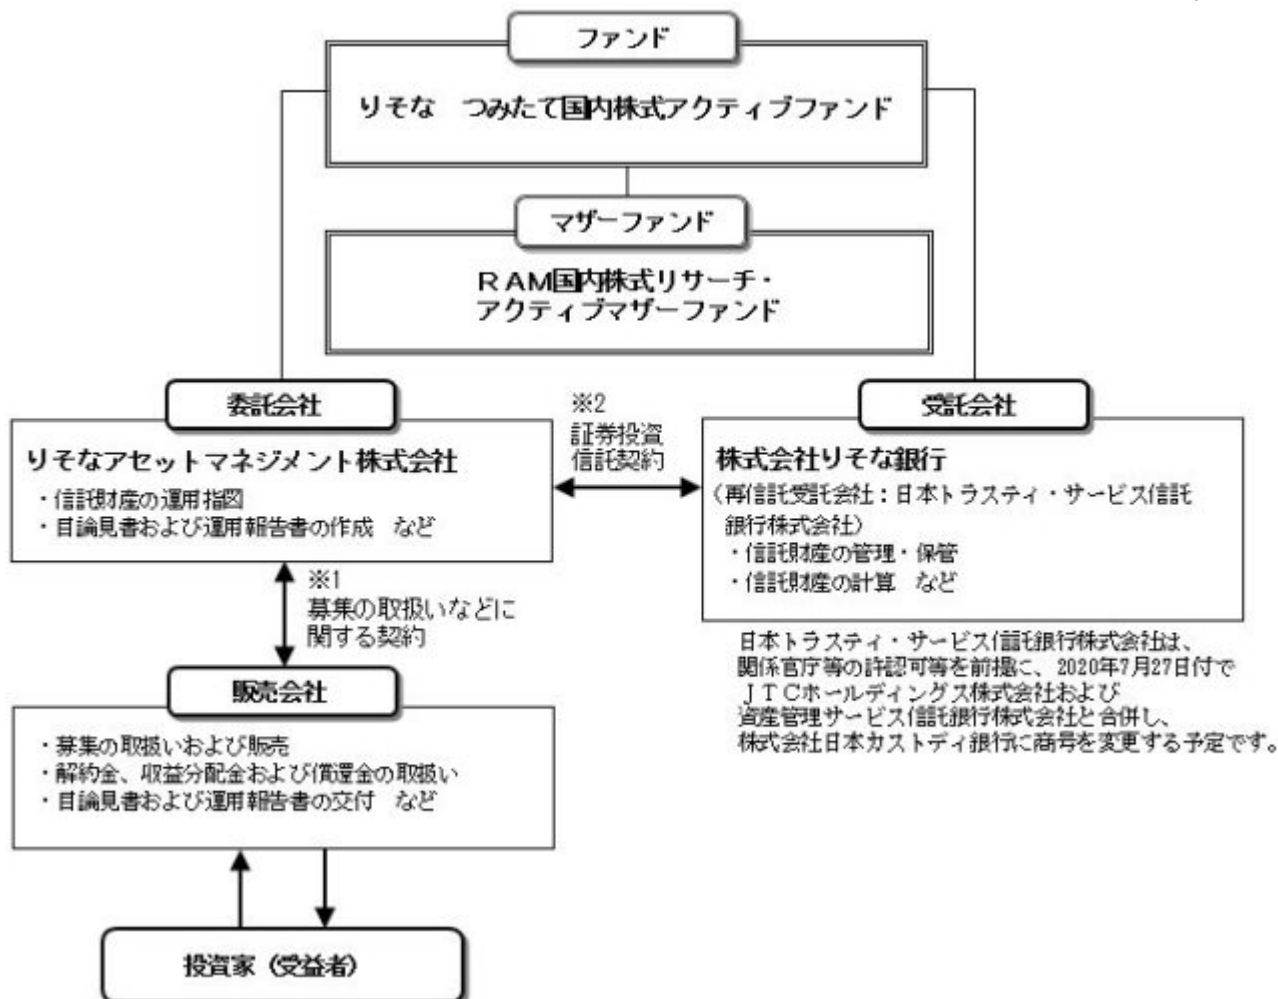 ファンド
りそな　つみたて国内株式アクティブファンド
マザーファンド
ＲＡＭ国内株式リサーチ・
アクティブマザーファンド
委託会社
りそなアセットマネジメント株式会社
・信託財産の運用指図
・目論見書および運用報告書の作成　など
※2
証券投資
信託契約
受託会社
株式会社りそな銀行
（再信託受託会社：日本トラスティ・サービス信託
銀行株式会社）
・信託財産の管理・保管
・信託財産の計算　など
※1
募集の取扱いなどに
関する契約
日本トラスティ・サービス信託銀行株式会社は、
関係官庁等の許認可等を前提に、2020年7月27日付で
ＪＴＣホールディングス株式会社および
資産管理サービス信託銀行株式会社と合併し、
株式会社日本カストディ銀行に商号を変更する予定です。
販売会社
・募集の取扱いおよび販売
・解約金、収益分配金および償還金の取扱い
・目論見書および運用報告書の交付　など
投資家（受益者）